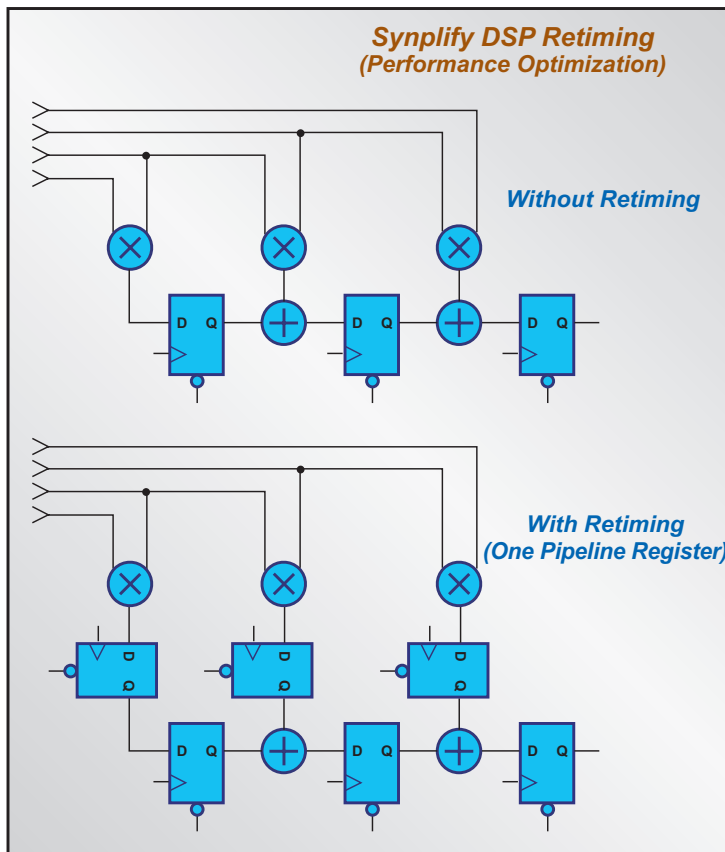 Synplify DSP Retiming
(Performance Optimization)
Without Retiming
D Q
D Q
D Q
With Retiming
(One Pipeline Register)
D
Q
D
Q
D
Q
D Q
D Q
D Q